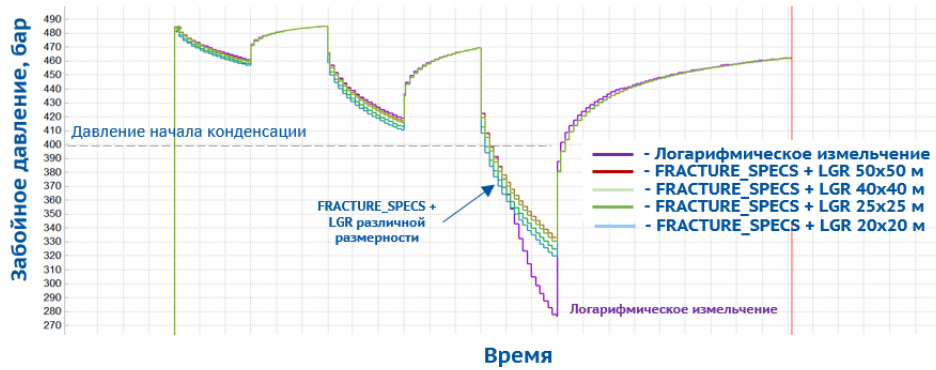 Забойное давление, бар
490
480
470
460
450
440
430
420
410
400
390
380
370
360
350
340
330
320
310
300
290
280
270
Давление начала конденсации
FRACTURE_SPECS +
LGR различной
размерности
- Логарифмическое измельчение
- FRACTURE_SPECS + LGR 50x50 м
- FRACTURE_SPECS + LGR 40x40 м
- FRACTURE_SPECS + LGR 25x25 м
- FRACTURE_SPECS + LGR 20x20 м
Логарифмическое измельчение
Время